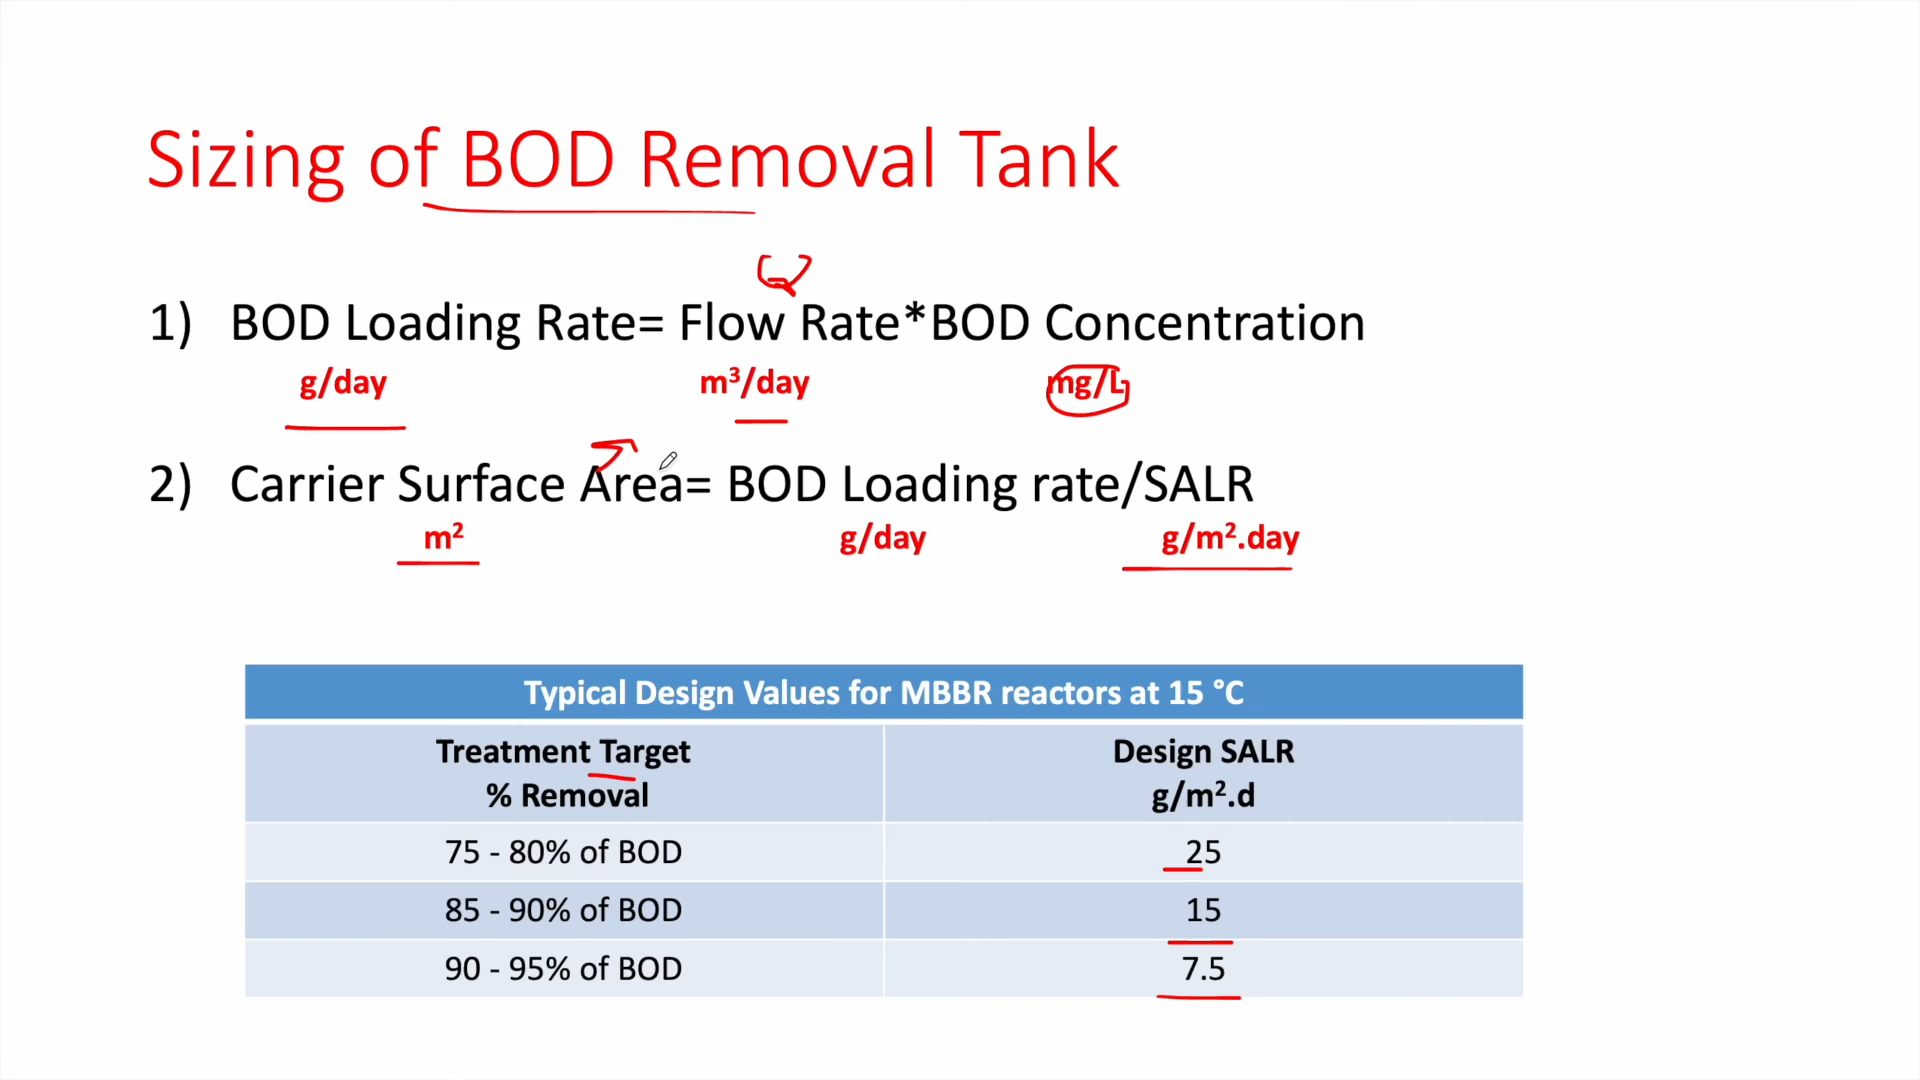 Sizing of BOD Removal Tank
Q
1) BOD Loading Rate= Flow Rate*BOD Concentration
g/day m³/day mg/L
2) Carrier Surface Area= BOD Loading rate/SALR
m² g/day g/m².day
Typical Design Values for MBBR reactors at 15 °C
Treatment Target Design SALR
% Removal g/m².d
75 - 80% of BOD 25
85 - 90% of BOD 15
90 - 95% of BOD 7.5